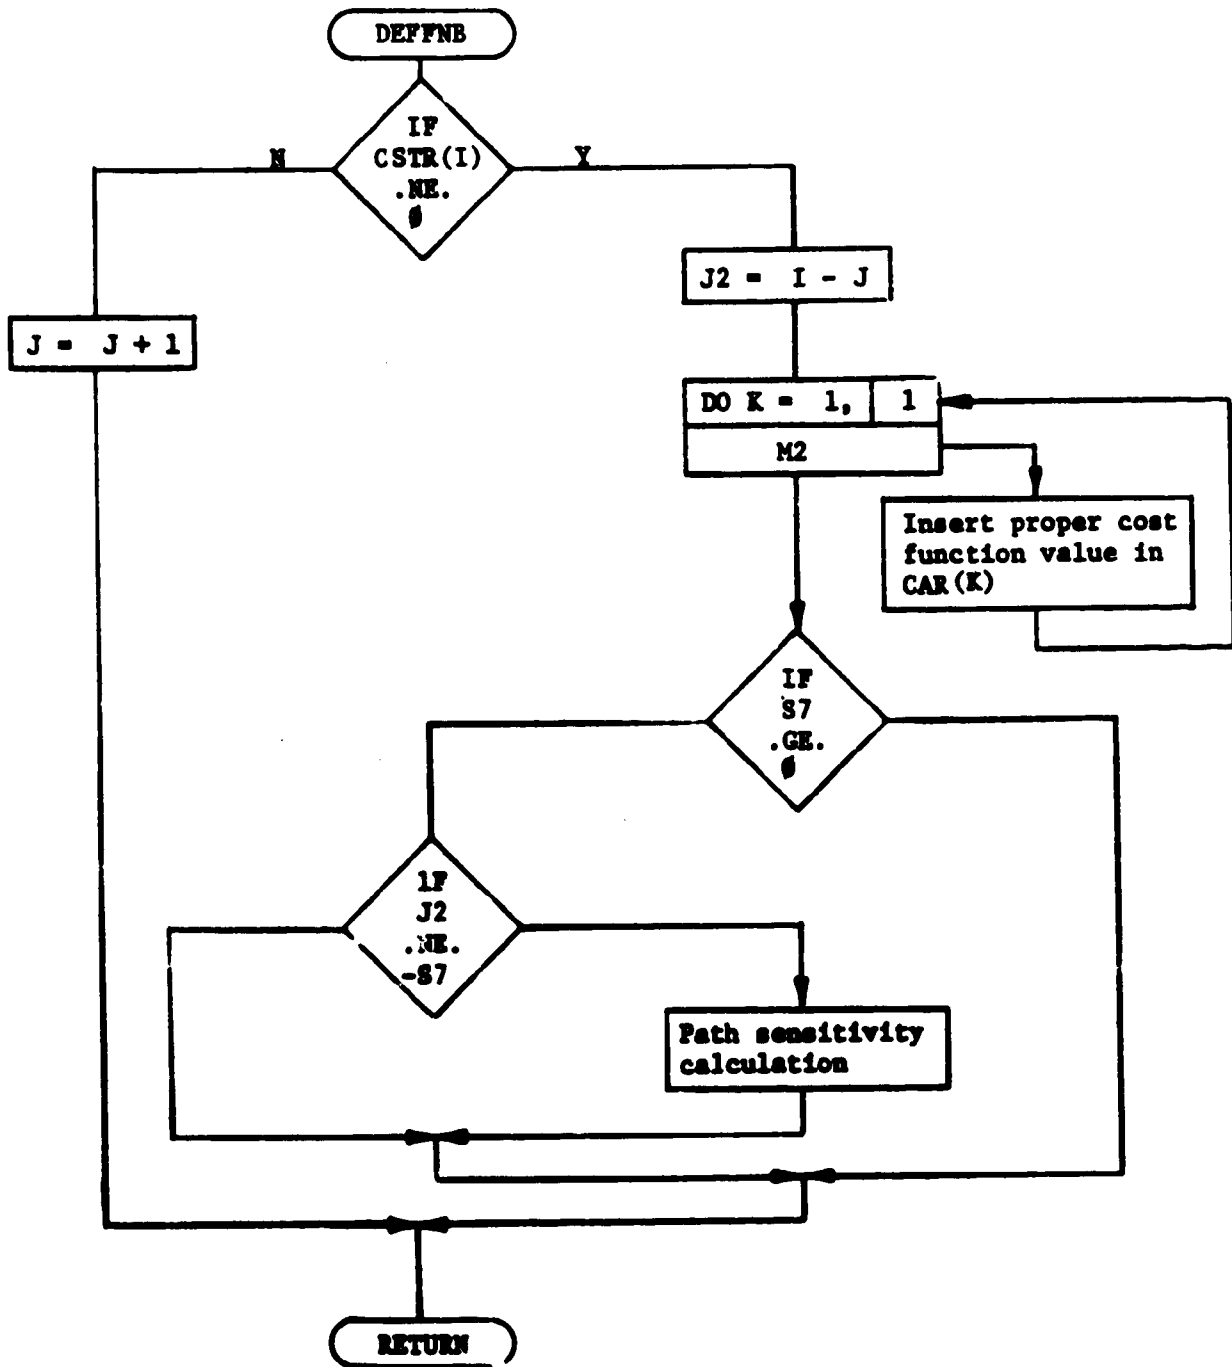 DEFFNB
IF
CSTR(I)
.NE.
Ø
N
Y
J2 = I - J
J = J + 1
DO K = 1, 1
M2
Insert proper cost
function value in
CAR(K)
IF
S7
.GE.
Ø
IF
J2
.NE.
-S7
Path sensitivity
calculation
RETURN